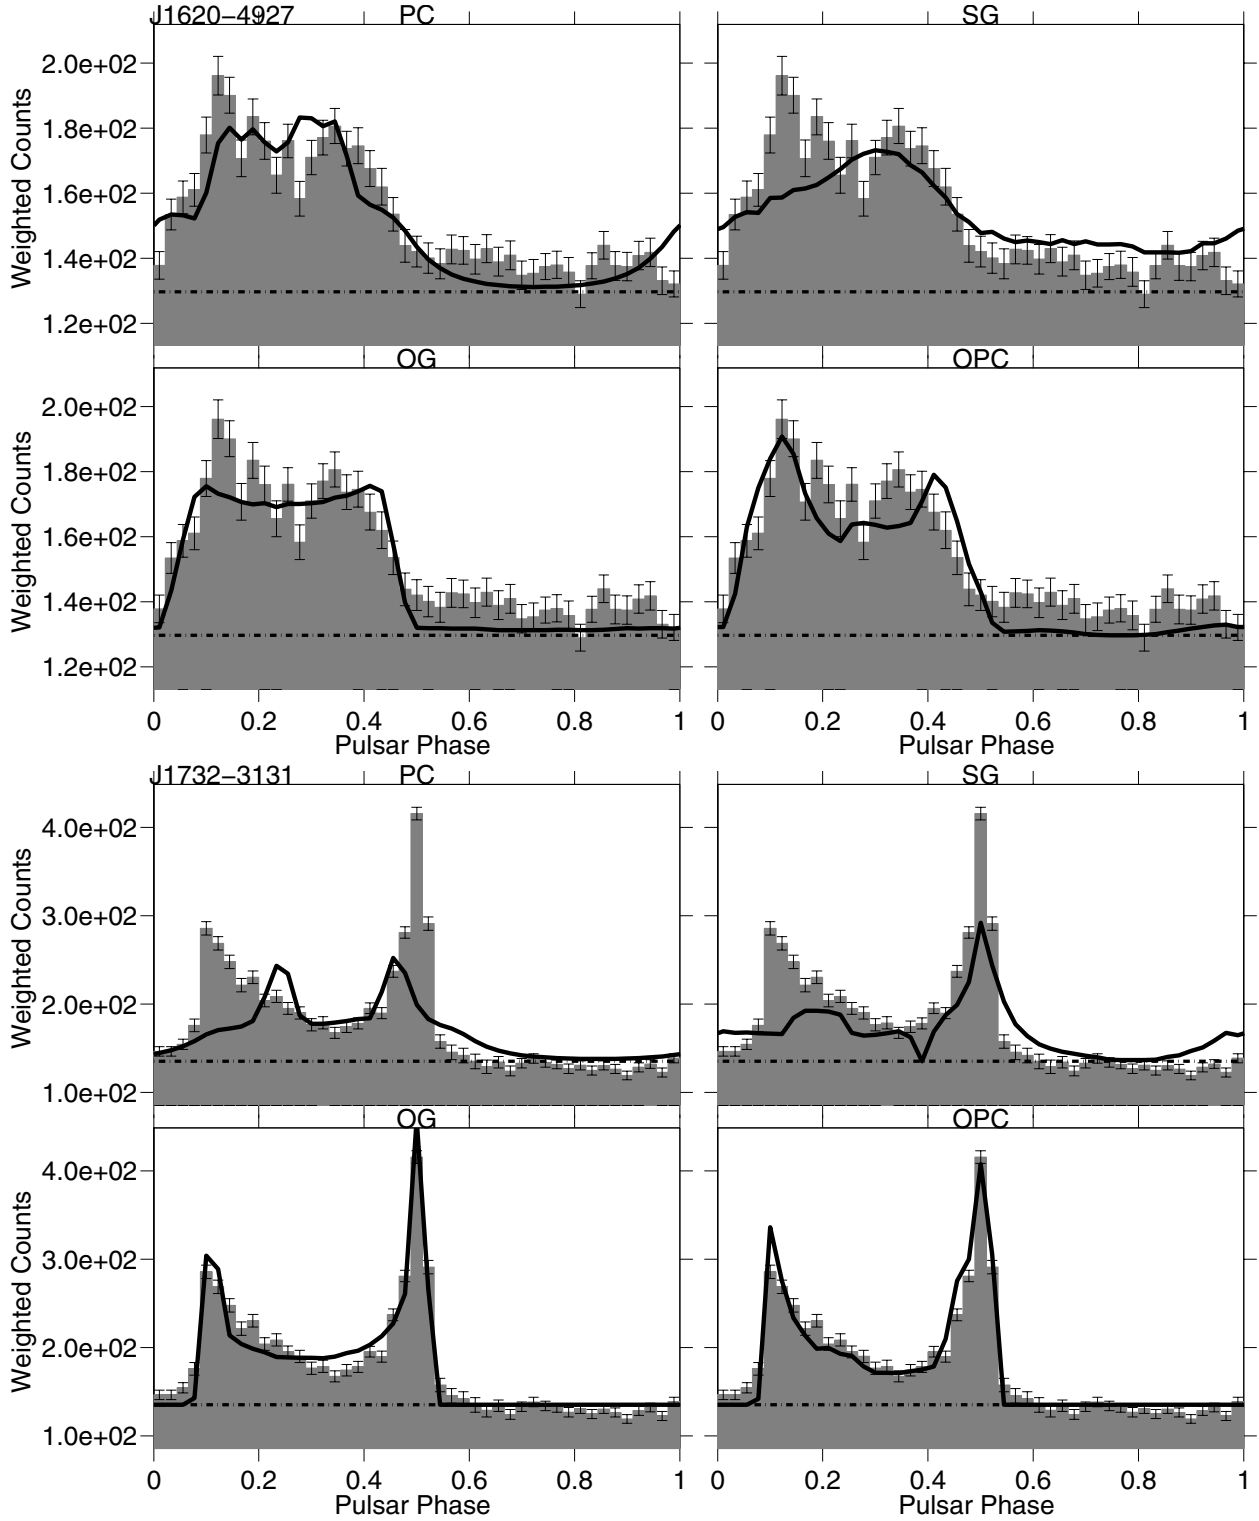 J1620−4927 PC SG
Weighted Counts
2.0e+02
1.8e+02
1.6e+02
1.4e+02
1.2e+02
OG OPC
Weighted Counts
2.0e+02
1.8e+02
1.6e+02
1.4e+02
1.2e+02
0 0.2 0.4 0.6 0.8 1 0 0.2 0.4 0.6 0.8 1
Pulsar Phase Pulsar Phase
J1732−3131 PC SG
Weighted Counts
4.0e+02
3.0e+02
2.0e+02
1.0e+02
OG OPC
Weighted Counts
4.0e+02
3.0e+02
2.0e+02
1.0e+02
0 0.2 0.4 0.6 0.8 1 0 0.2 0.4 0.6 0.8 1
Pulsar Phase Pulsar Phase